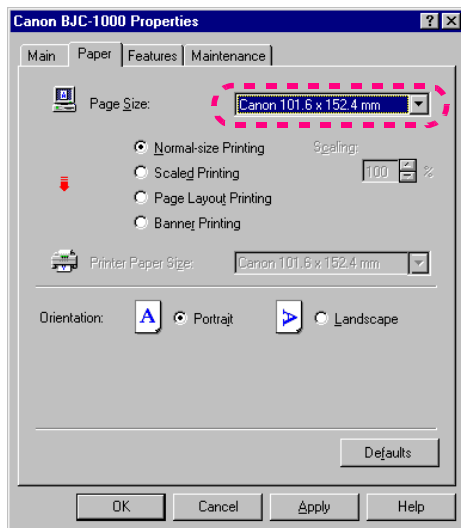 Canon BJC-1000 Properties
Main Paper Features Maintenance
Page Size: Canon 101.6 x 152.4 mm
Normal-size Printing Scaling:
Scaled Printing 100 %
Page Layout Printing
Banner Printing
Printer Paper Size: Canon 101.6 x 152.4 mm
Orientation: A Portrait A Landscape
Defaults
OK Cancel Apply Help